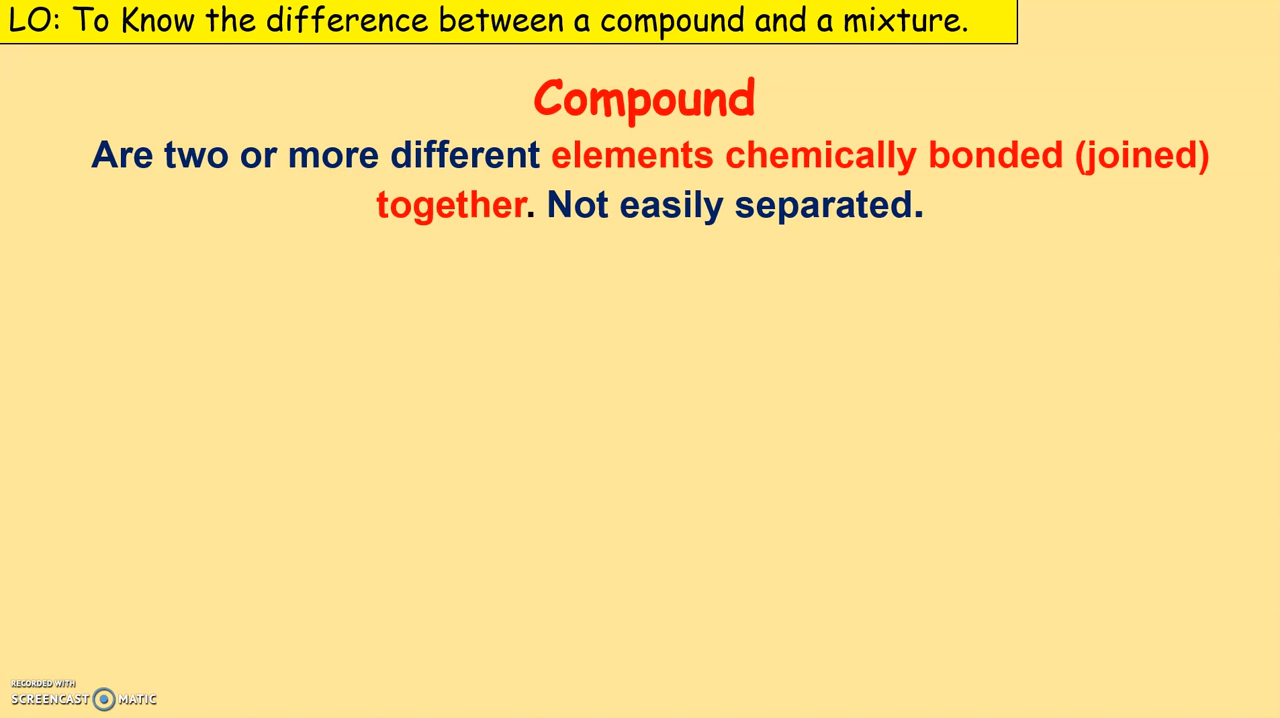 LO: To Know the difference between a compound and a mixture.
Compound
Are two or more different elements chemically bonded (joined)
together. Not easily separated.
RECORDED WITH
SCREENCAST MATIC